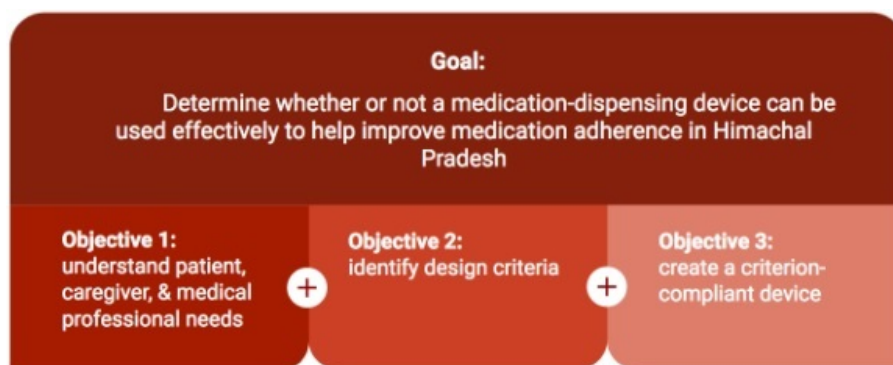 Goal:
Determine whether or not a medication-dispensing device can be
used effectively to help improve medication adherence in Himachal
Pradesh
Objective 1:
understand patient,
caregiver, & medical
professional needs
+
Objective 2:
identify design criteria
+
Objective 3:
create a criterion-
compliant device